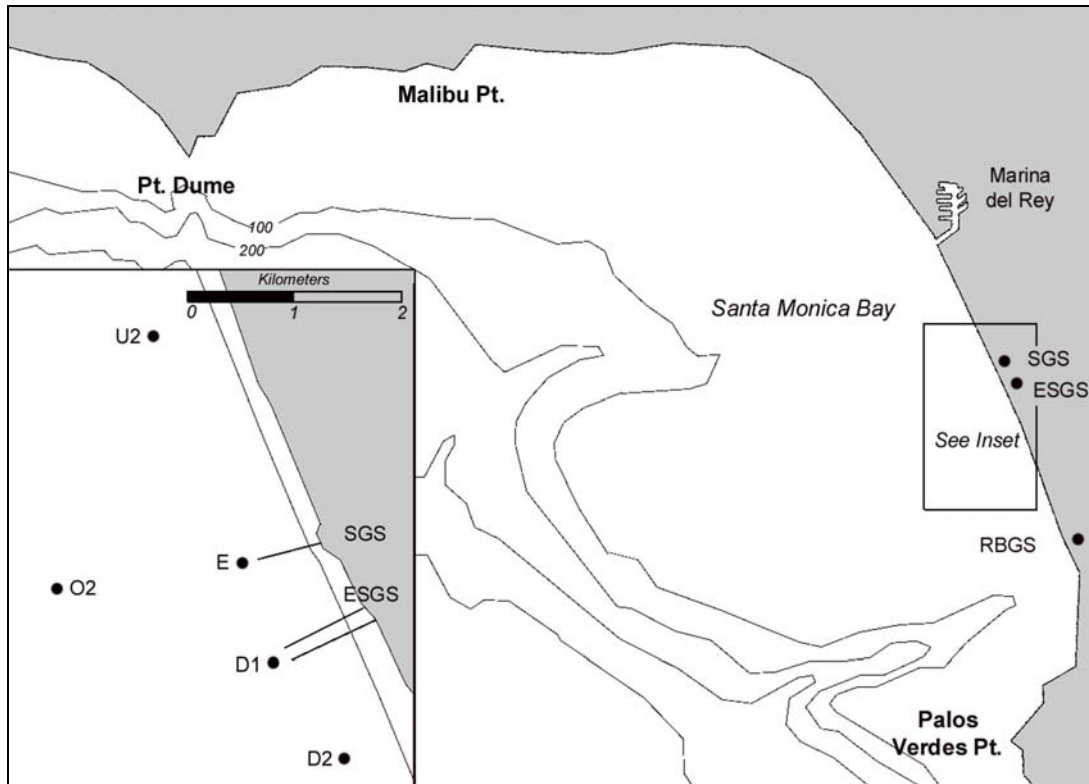 Malibu Pt.
Pt. Dume
100
200
Marina
del Rey
Santa Monica Bay
SGS
ESGS
See Inset
RBGS
Palos
Verdes Pt.
Kilometers
0 1 2
U2
SGS
E
O2
ESGS
D1
D2